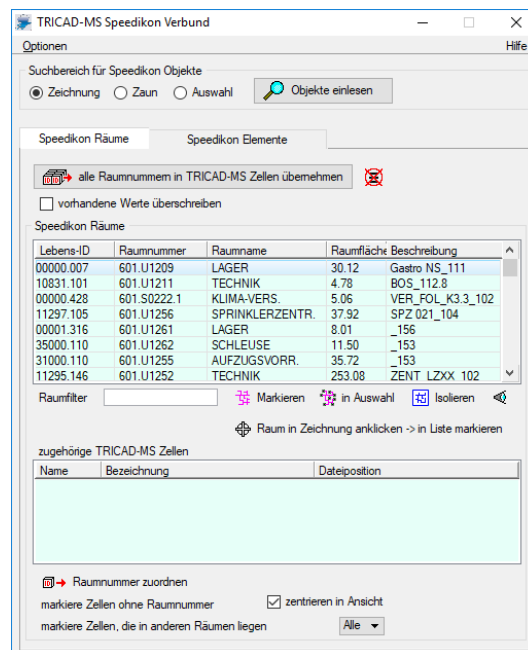 TRICAD-MS Speedikon Verbund
Optionen Hilfe
Suchbereich für Speedikon Objekte
Zeichnung Zaun Auswahl Objekte einlesen
Speedikon Räume Speedikon Elemente
alle Raumnummern in TRICAD-MS Zellen übernehmen
vorhandene Werte überschreiben
Speedikon Räume
Lebens-ID Raumnummer Raumname Raumfläche Beschreibung
00000.007 601.U1209 LAGER 30.12 Gastro NS_111
10831.101 601.U1211 TECHNIK 4.78 BOS_112.8
00000.428 601.S0222.1 KLIMA-VERS. 5.06 VER_FOL_K3.3_102
11297.105 601.U1256 SPRINKLERZENTR. 37.92 SPZ 021_104
00001.316 601.U1261 LAGER 8.01 _156
35000.110 601.U1262 SCHLEUSE 11.50 _153
31000.110 601.U1255 AUFZUGSVORR. 35.72 _153
11295.146 601.U1252 TECHNIK 253.08 ZENT_LZXX_102
Raumfilter Markieren in Auswahl Isolieren
Raum in Zeichnung anklicken -> in Liste markieren
zugehörige TRICAD-MS Zellen
Name Bezeichnung Dateiposition
Raumnummer zuordnen
markiere Zellen ohne Raumnummer zentrieren in Ansicht
markiere Zellen, die in anderen Räumen liegen Alle